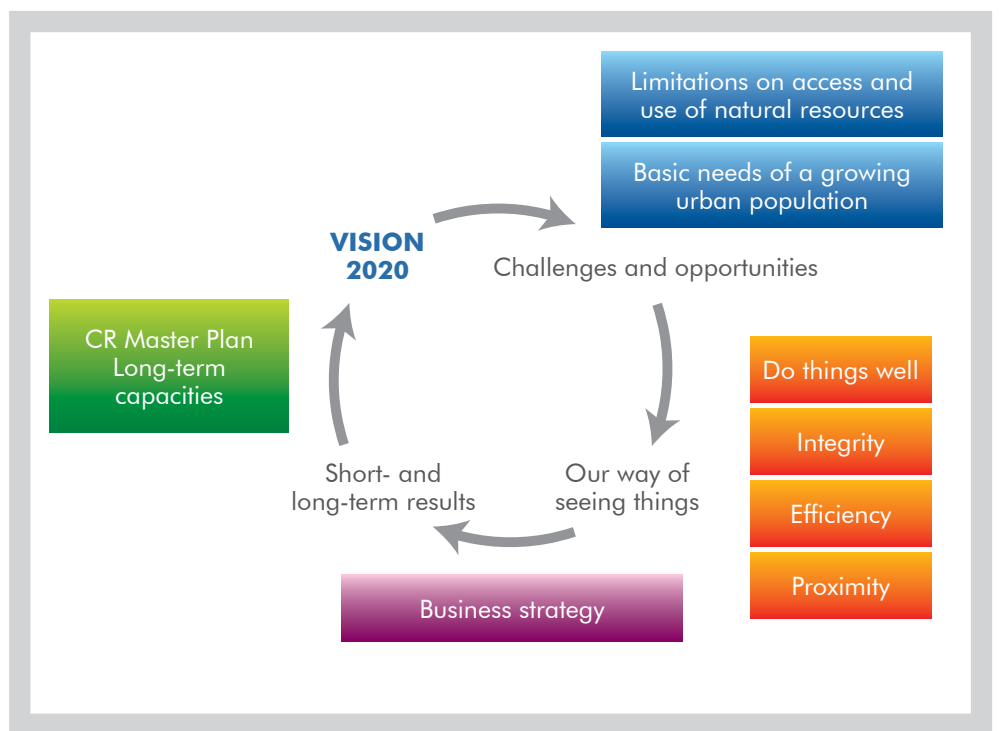 Limitations on access and
use of natural resources
Basic needs of a growing
urban population
VISION
2020
Challenges and opportunities
CR Master Plan
Long-term
capacities
Do things well
Integrity
Efficiency
Proximity
Short- and
long-term results
Our way of
seeing things
Business strategy